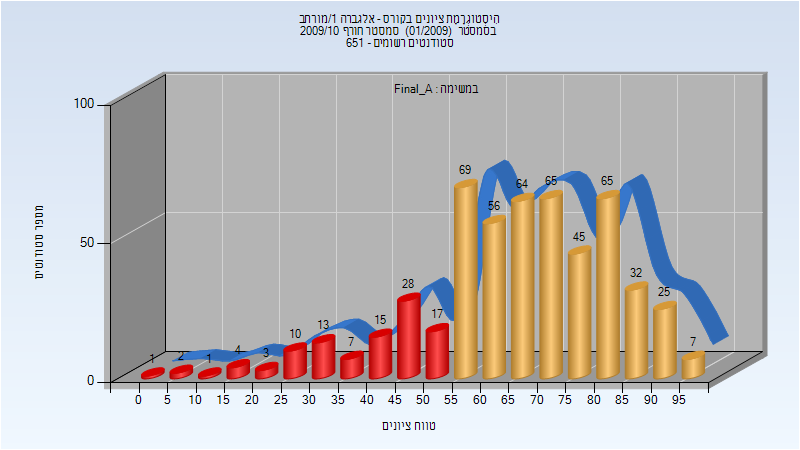 היסטוגרמת ציונים בקורס - אלגברה 1/מורחב
בסמסטר (01/2009) סמסטר חורף 2009/10
סטודנטים רשומים - 651
במשימה : Final_A
מספר סטודנטים
100
50
0
1 2 1 4 3 10 13 7 15 28 17 69 56 64 65 45 65 32 25 7
0 5 10 15 20 25 30 35 40 45 50 55 60 65 70 75 80 85 90 95
טווח ציונים